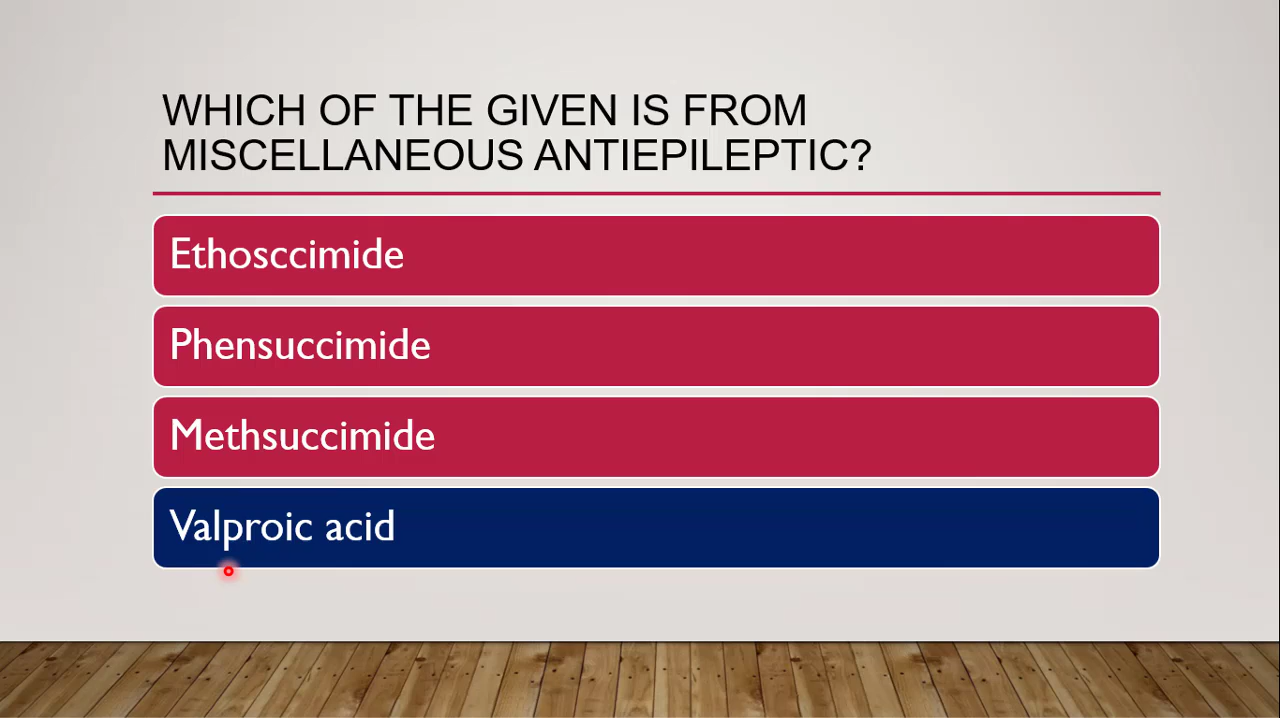 WHICH OF THE GIVEN IS FROM
MISCELLANEOUS ANTIEPILEPTIC?
Ethosccimide
Phensuccimide
Methsuccimide
Valproic acid